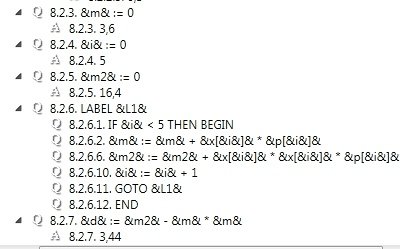 Q 8.2.3. &m& := 0
A 8.2.3. 3,6
Q 8.2.4. &i& := 0
A 8.2.4. 5
Q 8.2.5. &m2& := 0
A 8.2.5. 16,4
Q 8.2.6. LABEL &L1&
Q 8.2.6.1. IF &i& < 5 THEN BEGIN
Q 8.2.6.2. &m& := &m& + &x[&i&]& * &p[&i&]&
Q 8.2.6.6. &m2& := &m2& + &x[&i&]& * &x[&i&]& * &p[&i&]&
Q 8.2.6.10. &i& := &i& + 1
Q 8.2.6.11. GOTO &L1&
Q 8.2.6.12. END
Q 8.2.7. &d& := &m2& - &m& * &m&
A 8.2.7. 3,44